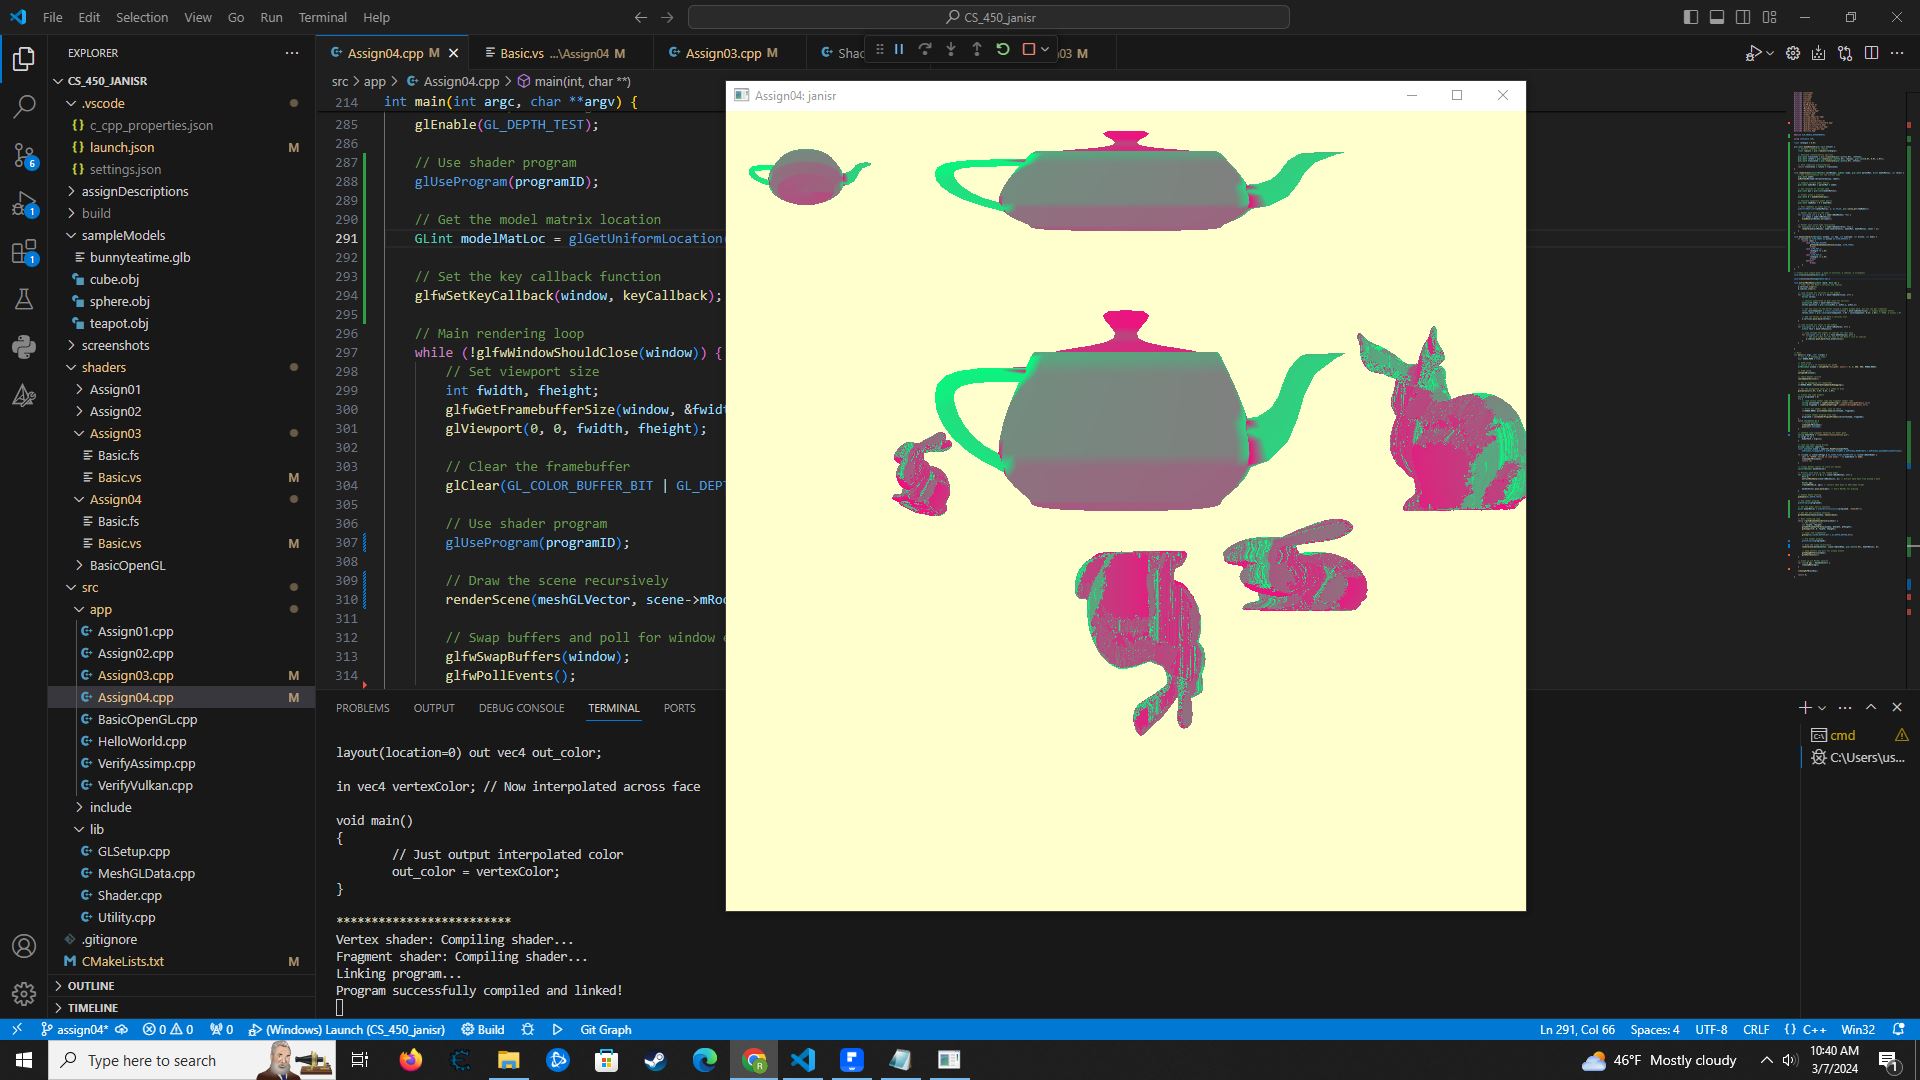 File Edit Selection View Go Run Terminal Help
CS_450_janisr
EXPLORER
CS_450_JANISR
.vscode
c_cpp_properties.json
launch.json M
settings.json
assignDescriptions
build
sampleModels
bunnyteatime.glb
cube.obj
sphere.obj
teapot.obj
screenshots
shaders
Assign01
Assign02
Assign03
Basic.fs
Basic.vs M
Assign04
Basic.fs
Basic.vs M
BasicOpenGL
src
app
Assign01.cpp
Assign02.cpp
Assign03.cpp M
Assign04.cpp M
BasicOpenGL.cpp
HelloWorld.cpp
VerifyAssimp.cpp
VerifyVulkan.cpp
include
lib
GLSetup.cpp
MeshGLData.cpp
Shader.cpp
Utility.cpp
.gitignore
CMakeLists.txt M
OUTLINE
TIMELINE
6
1
1
Assign04.cpp M Basic.vs ...\Assign04 M Assign03.cpp M Sha 03 M
src > app > Assign04.cpp > main(int, char **)
214 int main(int argc, char **argv) {
285 glEnable(GL_DEPTH_TEST);
286
287 // Use shader program
288 glUseProgram(programID);
289
290 // Get the model matrix location
291 GLint modelMatLoc = glGetUniformLocation(
292
293 // Set the key callback function
294 glfwSetKeyCallback(window, keyCallback);
295
296 // Main rendering loop
297 while (!glfwWindowShouldClose(window)) {
298 // Set viewport size
299 int fwidth, fheight;
300 glfwGetFramebufferSize(window, &fwidt
301 glViewport(0, 0, fwidth, fheight);
302
303 // Clear the framebuffer
304 glClear(GL_COLOR_BUFFER_BIT | GL_DEPT
305
306 // Use shader program
307 glUseProgram(programID);
308
309 // Draw the scene recursively
310 renderScene(meshGLVector, scene->mRoo
311
312 // Swap buffers and poll for window e
313 glfwSwapBuffers(window);
314 glfwPollEvents();
Assign04: janisr
PROBLEMS OUTPUT DEBUG CONSOLE TERMINAL PORTS
layout(location=0) out vec4 out_color;
in vec4 vertexColor; // Now interpolated across face
void main()
{
// Just output interpolated color
out_color = vertexColor;
}
*************************
Vertex shader: Compiling shader...
Fragment shader: Compiling shader...
Linking program...
Program successfully compiled and linked!
cmd
C:\Users\us...
assign04* 0 0 0 (Windows) Launch (CS_450_janisr) Build Git Graph Ln 291, Col 66 Spaces: 4 UTF-8 CRLF {} C++ Win32
Type here to search 46°F Mostly cloudy 10:40 AM
3/7/2024
1